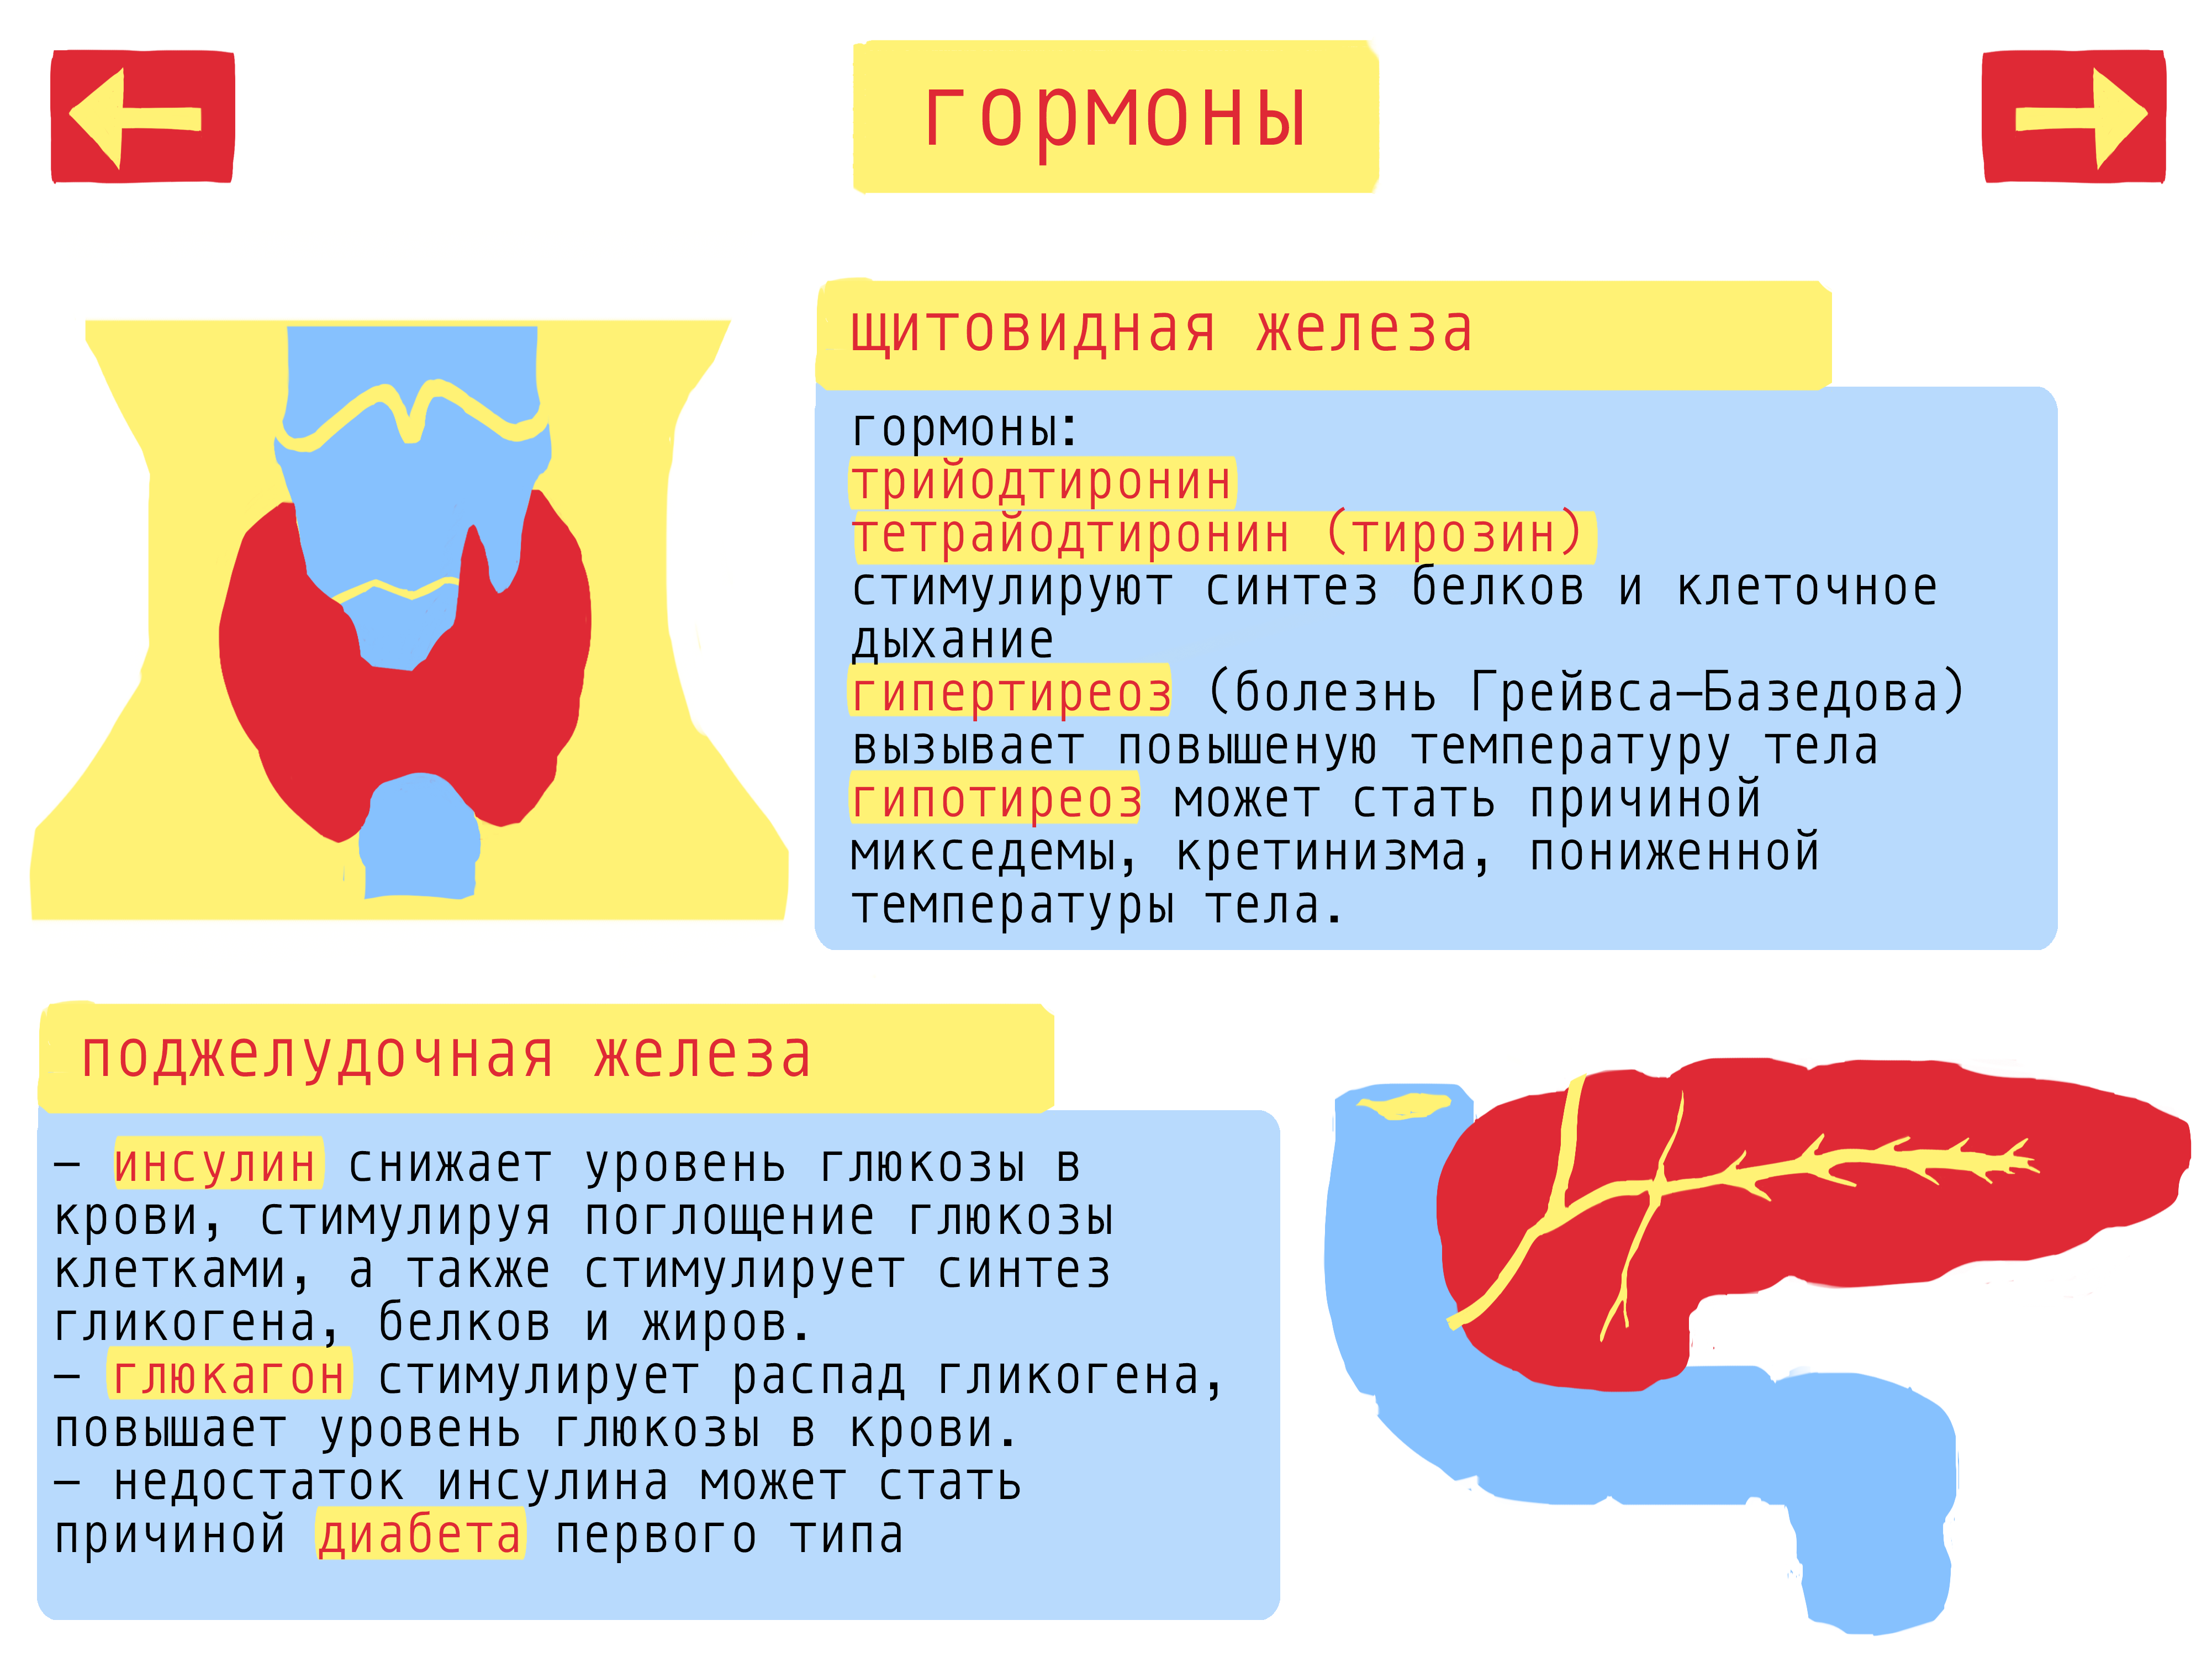 гормоны
щитовидная железа
гормоны:
трийодтиронин
тетрайодтиронин (тирозин)
стимулируют синтез белков и клеточное
дыхание
гипертиреоз (болезнь Грейвса—Базедова)
вызывает повышеную температуру тела
гипотиреоз может стать причиной
микседемы, кретинизма, пониженной
температуры тела.
поджелудочная железа
— инсулин снижает уровень глюкозы в
крови, стимулируя поглощение глюкозы
клетками, а также стимулирует синтез
гликогена, белков и жиров.
— глюкагон стимулирует распад гликогена,
повышает уровень глюкозы в крови.
— недостаток инсулина может стать
причиной диабета первого типа